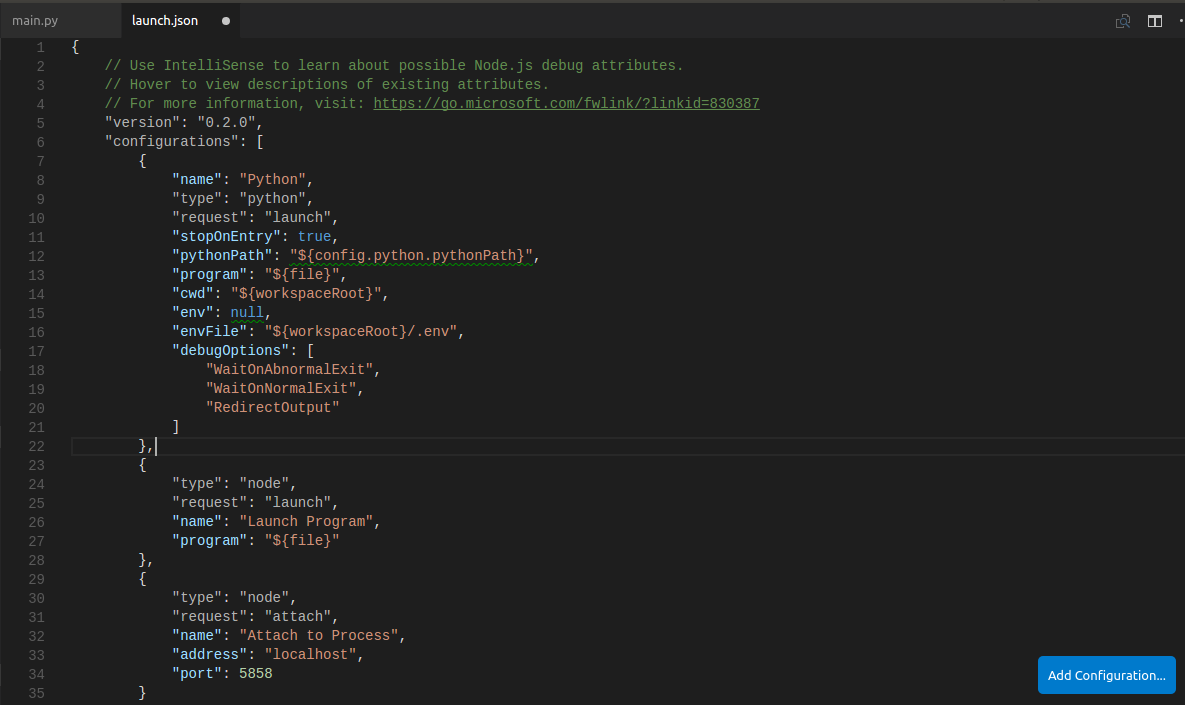 main.py launch.json
1 {
2 // Use IntelliSense to learn about possible Node.js debug attributes.
3 // Hover to view descriptions of existing attributes.
4 // For more information, visit: https://go.microsoft.com/fwlink/?linkid=830387
5 "version": "0.2.0",
6 "configurations": [
7 {
8 "name": "Python",
9 "type": "python",
10 "request": "launch",
11 "stopOnEntry": true,
12 "pythonPath": "${config.python.pythonPath}",
13 "program": "${file}",
14 "cwd": "${workspaceRoot}",
15 "env": null,
16 "envFile": "${workspaceRoot}/.env",
17 "debugOptions": [
18 "WaitOnAbnormalExit",
19 "WaitOnNormalExit",
20 "RedirectOutput"
21 ]
22 },
23 {
24 "type": "node",
25 "request": "launch",
26 "name": "Launch Program",
27 "program": "${file}"
28 },
29 {
30 "type": "node",
31 "request": "attach",
32 "name": "Attach to Process",
33 "address": "localhost",
34 "port": 5858
35 }
Add Configuration...